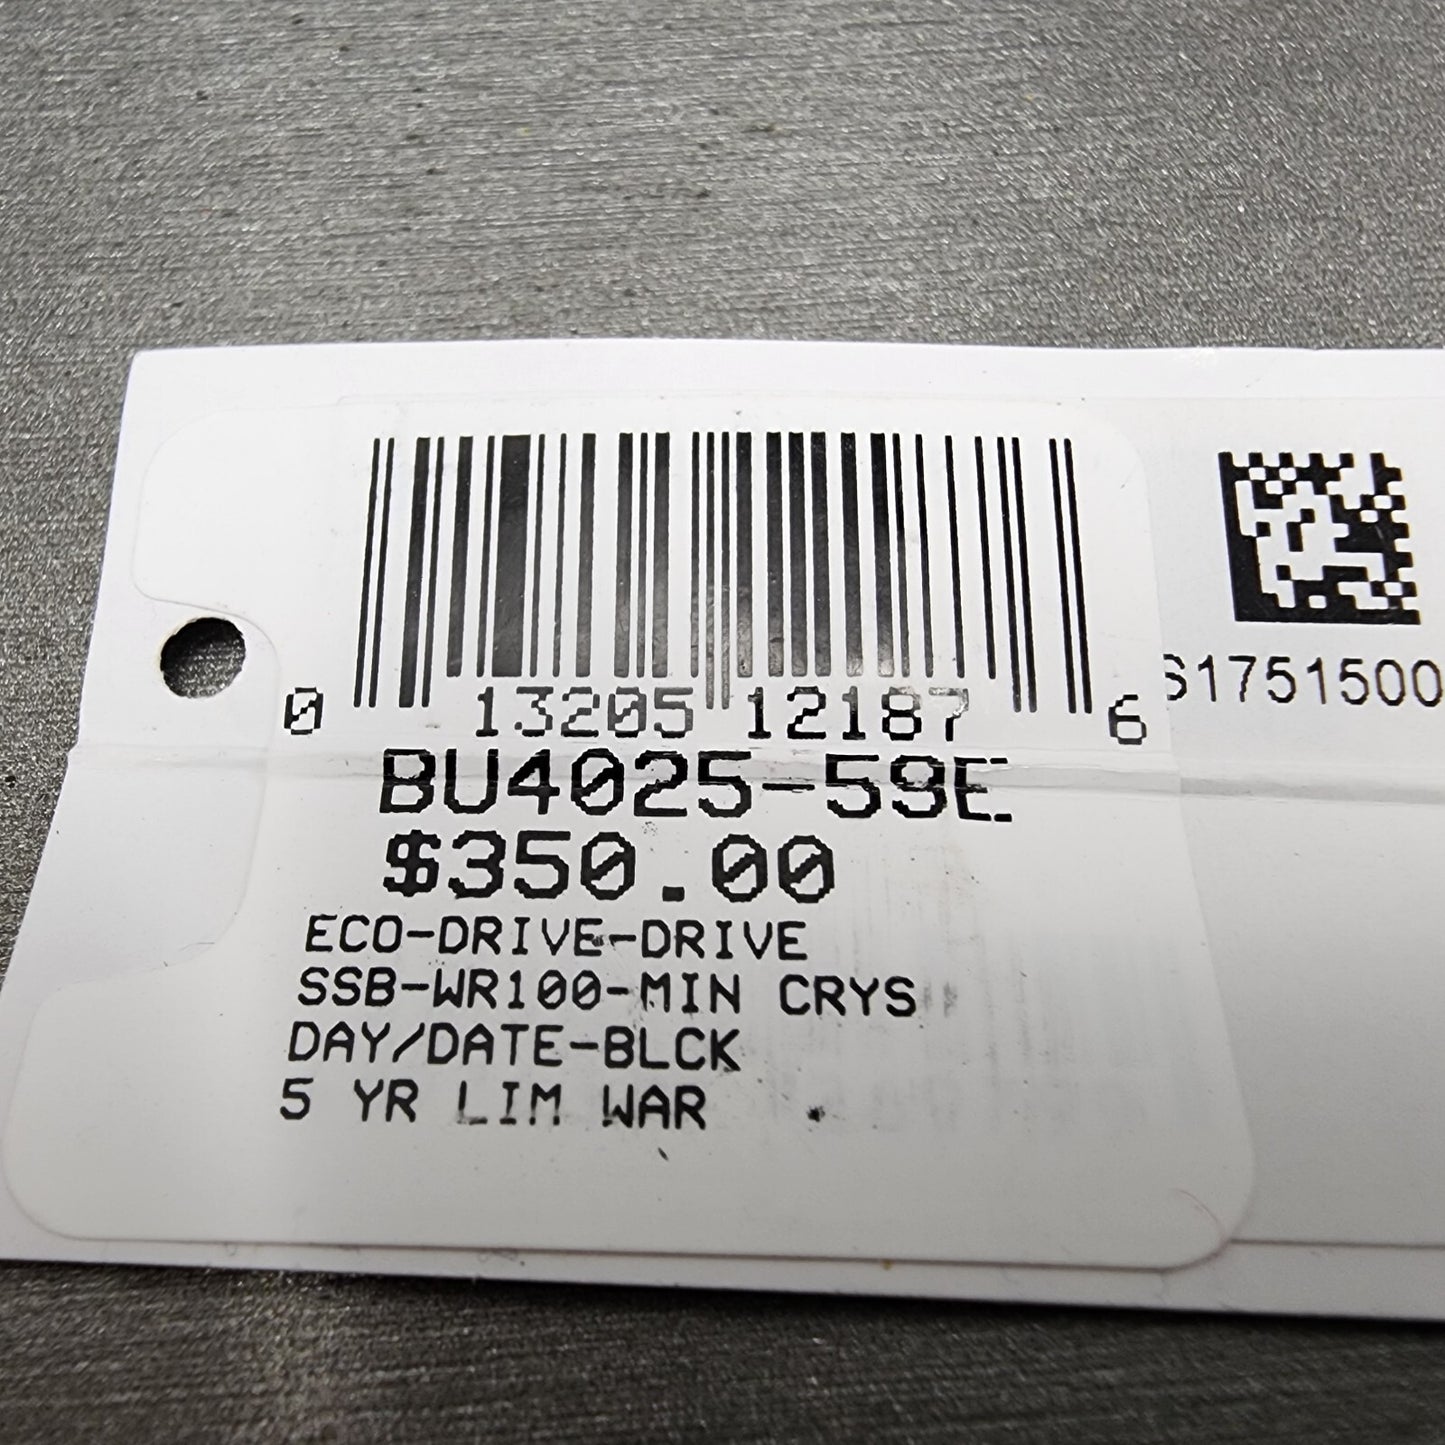 0 13205 12187 6
S1751500
BU4025-59E
$350.00
ECO-DRIVE-DRIVE
SSB-WR100-MIN CRYS
DAY/DATE-BLCK
5 YR LIM WAR